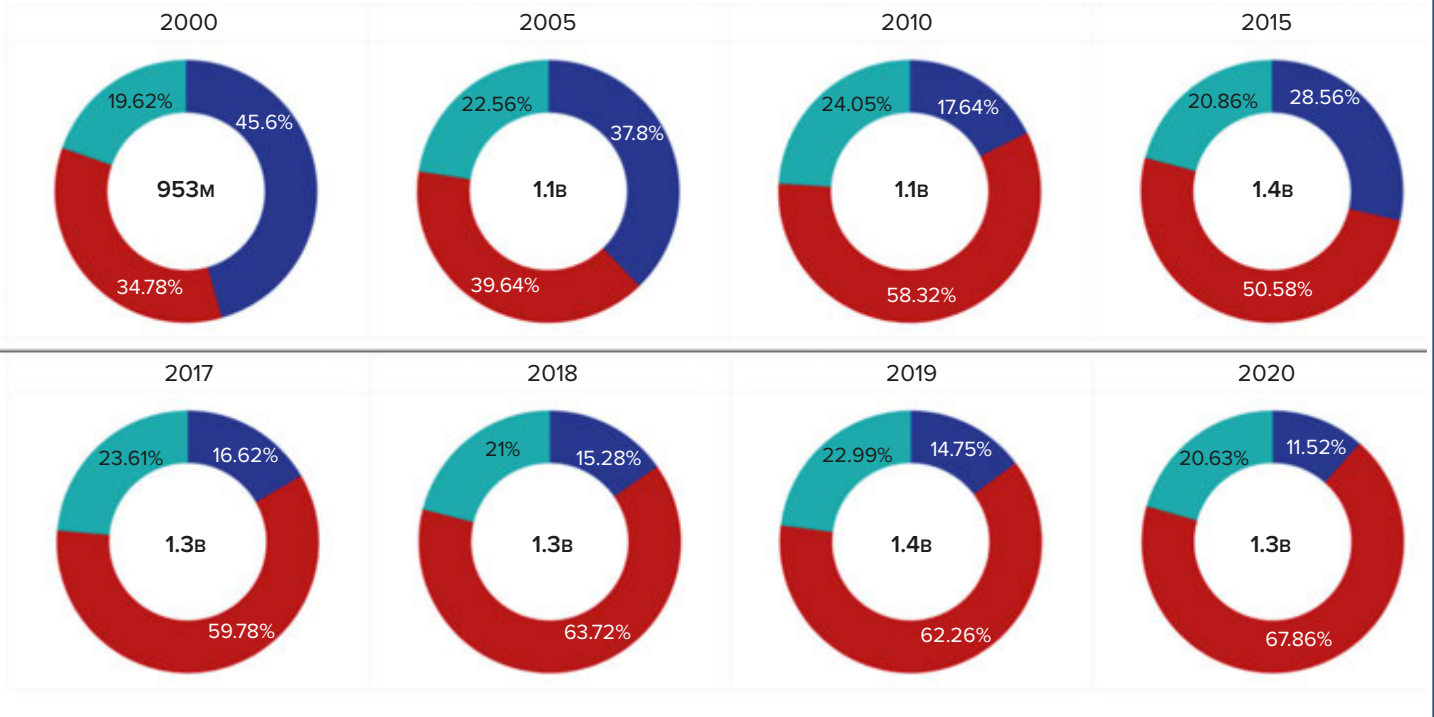 2000 2005 2010 2015
19.62% 45.6% 22.56% 37.8% 24.05% 17.64% 20.86% 28.56%
953M 1.1B 1.1B 1.4B
34.78% 39.64% 58.32% 50.58%
2017 2018 2019 2020
23.61% 16.62% 21% 15.28% 22.99% 14.75% 20.63% 11.52%
1.3B 1.3B 1.4B 1.3B
59.78% 63.72% 62.26% 67.86%